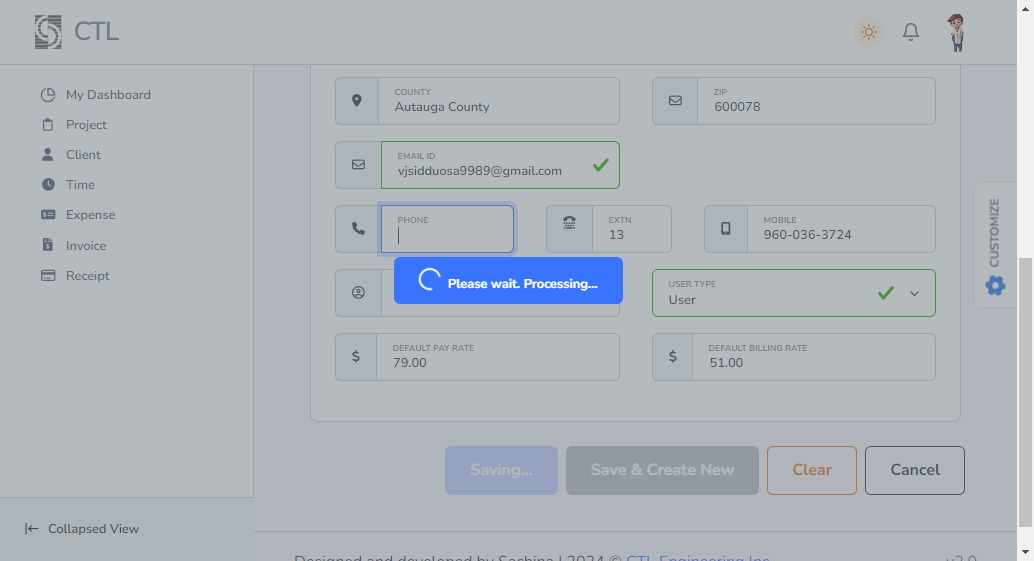 CTL
My Dashboard
Project
Client
Time
Expense
Invoice
Receipt
Collapsed View
COUNTY
Autauga County
ZIP
600078
EMAIL ID
vjsidduosa9989@gmail.com
PHONE
EXTN
13
MOBILE
960-036-3724
Please wait. Processing...
USER TYPE
User
DEFAULT PAY RATE
79.00
DEFAULT BILLING RATE
51.00
Saving...
Save & Create New
Clear
Cancel
CUSTOMIZE
Designed and developed by Sachina | 2024 © CTL Engineering Inc
v3.0